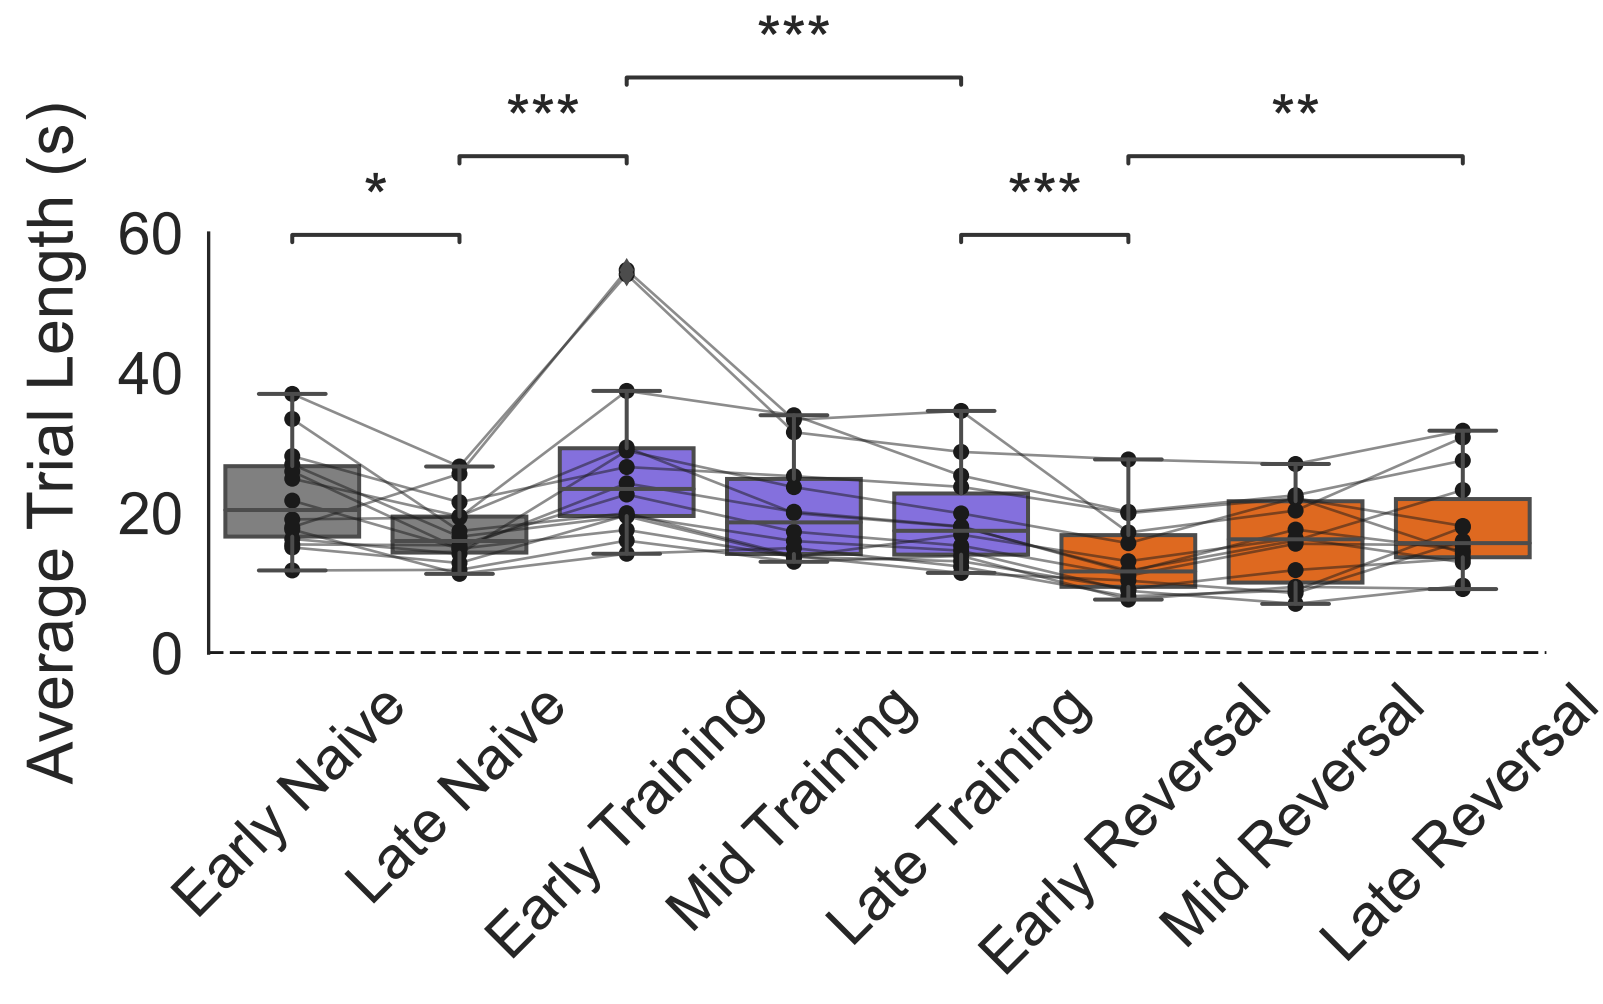 ***
***
**
*
***
Average Trial Length (s)
60
40
20
0
Early Naive
Late Naive
Early Training
Mid Training
Late Training
Early Reversal
Mid Reversal
Late Reversal